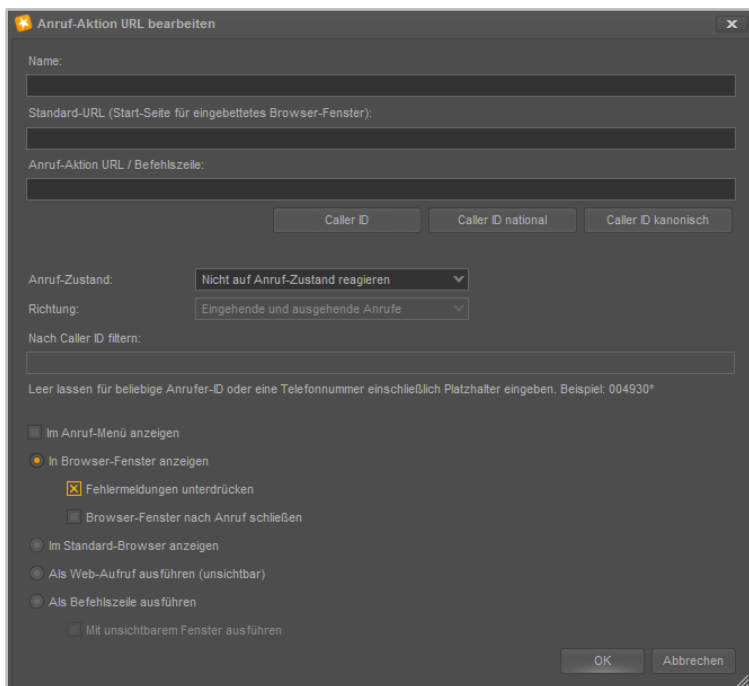 Anruf-Aktion URL bearbeiten
Name:
Standard-URL (Start-Seite für eingebettetes Browser-Fenster):
Anruf-Aktion URL / Befehlszeile:
Caller ID Caller ID national Caller ID kanonisch
Anruf-Zustand: Nicht auf Anruf-Zustand reagieren
Richtung: Eingehende und ausgehende Anrufe
Nach Caller ID filtern:
Leer lassen für beliebige Anrufer-ID oder eine Telefonnummer einschließlich Platzhalter eingeben. Beispiel: 004930*
Im Anruf-Menü anzeigen
In Browser-Fenster anzeigen
Fehlermeldungen unterdrücken
Browser-Fenster nach Anruf schließen
Im Standard-Browser anzeigen
Als Web-Aufruf ausführen (unsichtbar)
Als Befehlszeile ausführen
Mit unsichtbarem Fenster ausführen
OK Abbrechen